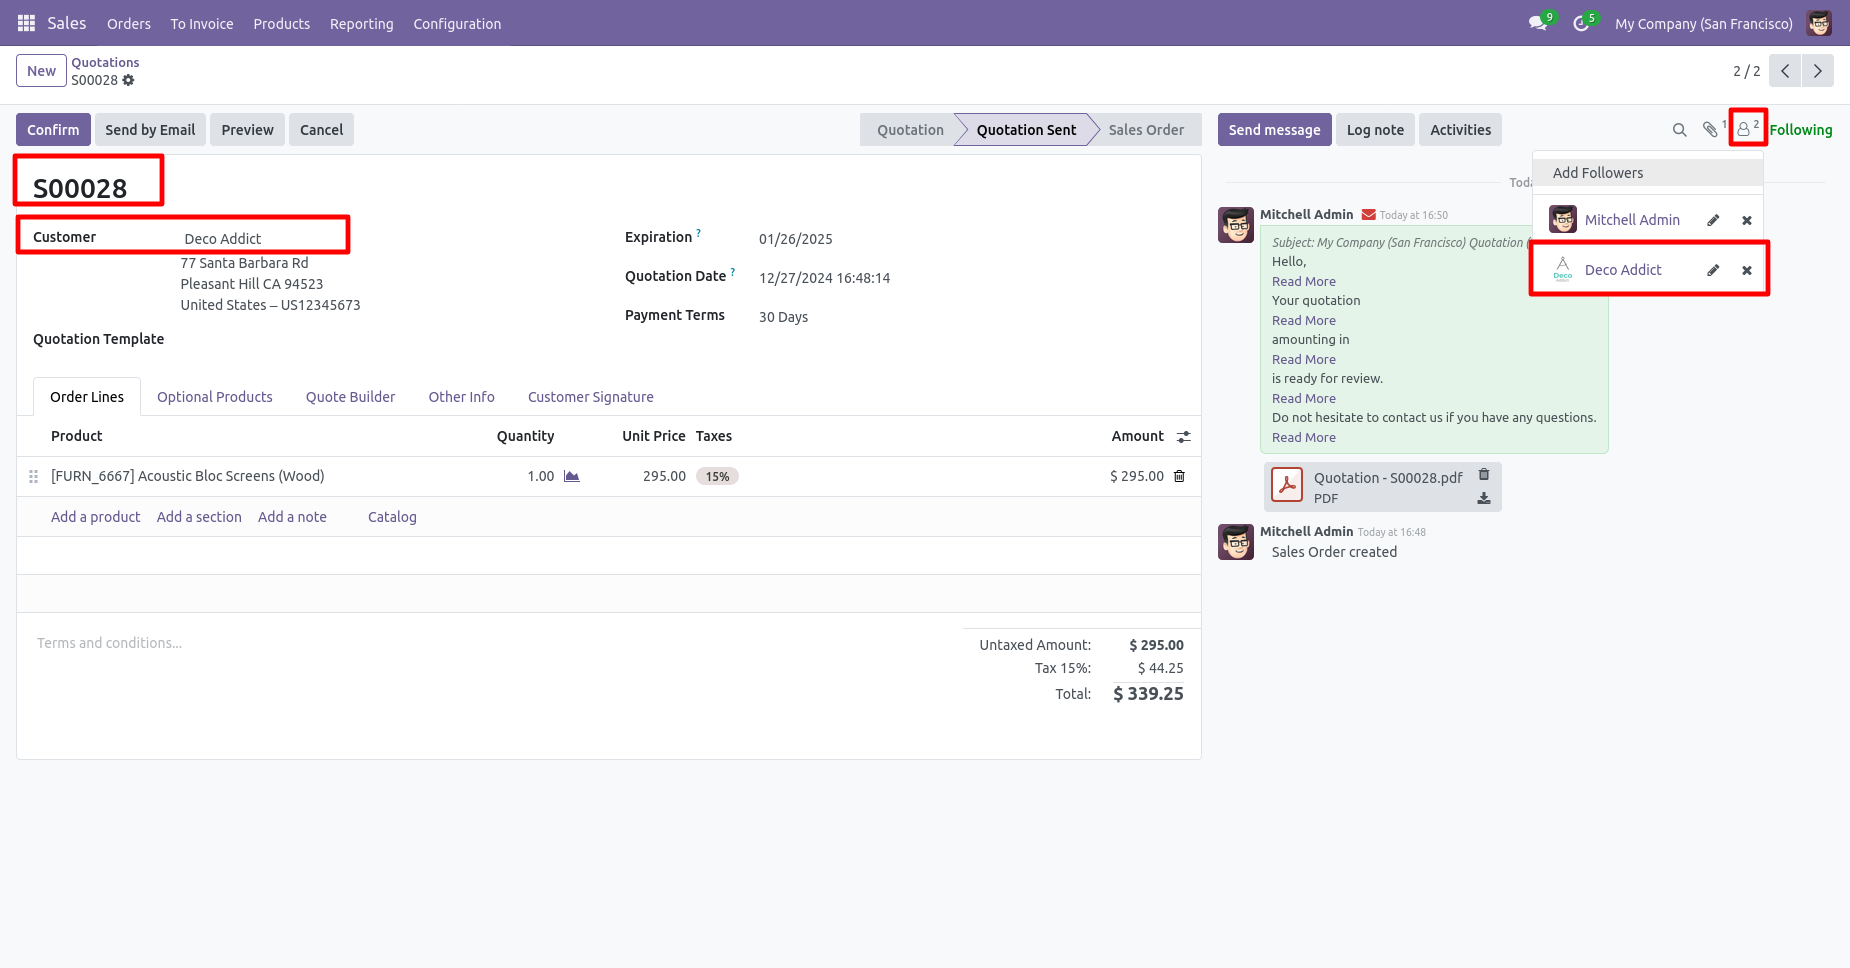 Sales Orders To Invoice Products Reporting Configuration 9 5 My Company (San Francisco)
New Quotations
S00028
2 / 2
Confirm Send by Email Preview Cancel Quotation Quotation Sent Sales Order Send message Log note Activities 1 2 Following
Add Followers
Mitchell Admin
Deco Addict
S00028
Customer Deco Addict
77 Santa Barbara Rd
Pleasant Hill CA 94523
United States – US12345673
Quotation Template
Expiration ? 01/26/2025
Quotation Date ? 12/27/2024 16:48:14
Payment Terms 30 Days
Order Lines Optional Products Quote Builder Other Info Customer Signature
Product Quantity Unit Price Taxes Amount
[FURN_6667] Acoustic Bloc Screens (Wood) 1.00 295.00 15% $ 295.00
Add a product Add a section Add a note Catalog
Terms and conditions...
Untaxed Amount: $ 295.00
Tax 15%: $ 44.25
Total: $ 339.25
Toda
Mitchell Admin Today at 16:50
Subject: My Company (San Francisco) Quotation (
Hello,
Read More
Your quotation
Read More
amounting in
Read More
is ready for review.
Read More
Do not hesitate to contact us if you have any questions.
Read More
Quotation - S00028.pdf
PDF
Mitchell Admin Today at 16:48
Sales Order created